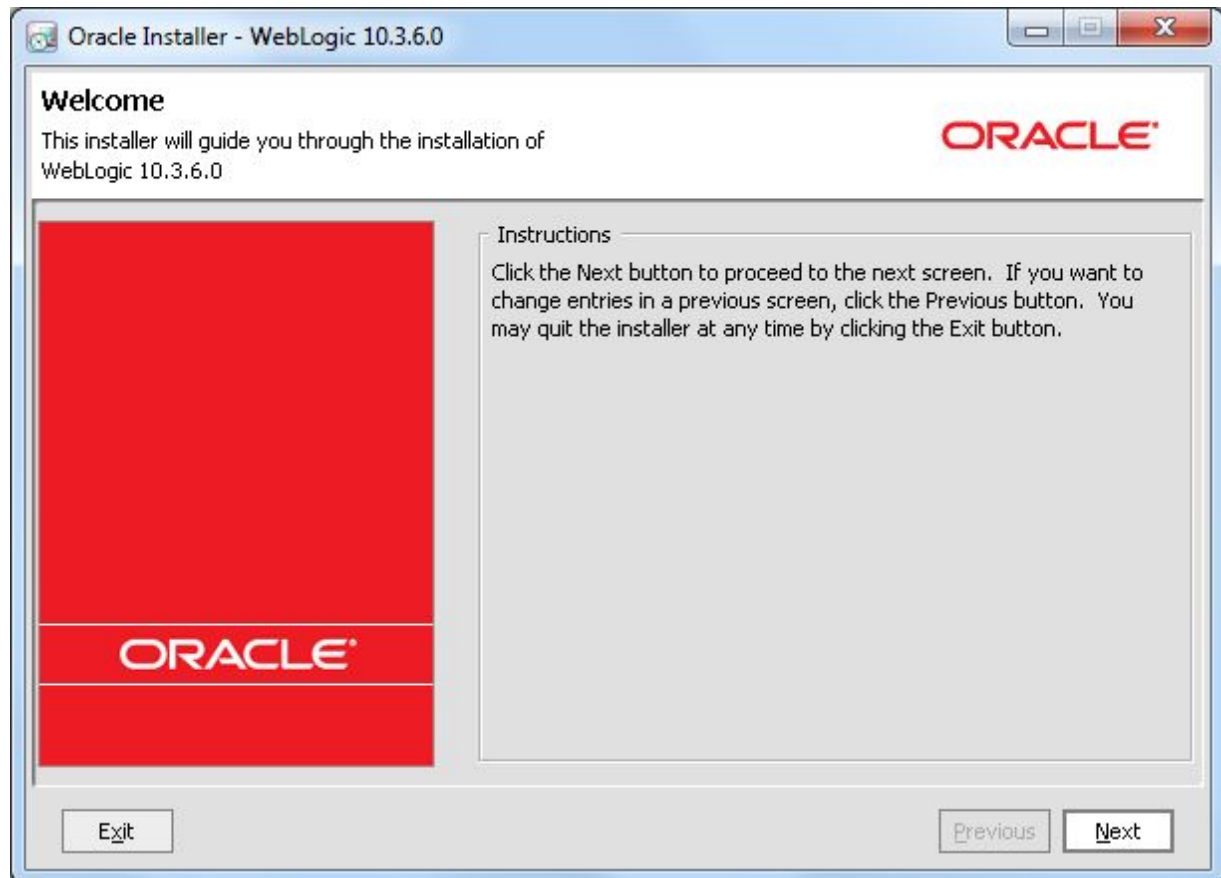 Oracle Installer - WebLogic 10.3.6.0
Welcome
This installer will guide you through the installation of
WebLogic 10.3.6.0
ORACLE
Instructions
Click the Next button to proceed to the next screen.  If you want to
change entries in a previous screen, click the Previous button.  You
may quit the installer at any time by clicking the Exit button.
ORACLE
Exit
Previous
Next